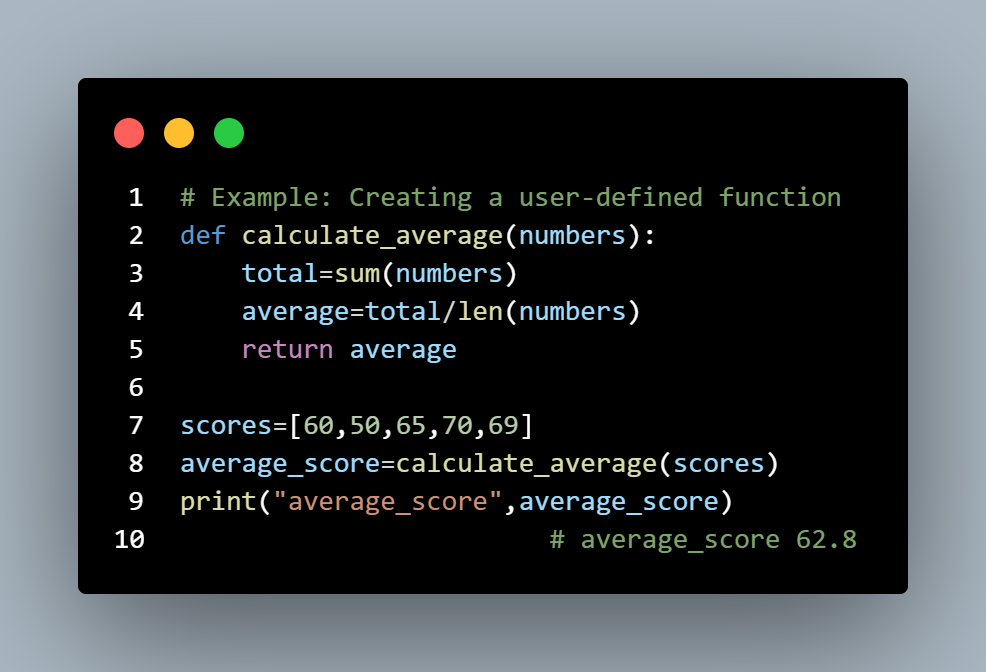 1 # Example: Creating a user-defined function
2 def calculate_average(numbers):
3     total=sum(numbers)
4     average=total/len(numbers)
5     return average
6
7 scores=[60,50,65,70,69]
8 average_score=calculate_average(scores)
9 print("average_score",average_score)
10                         # average_score 62.8